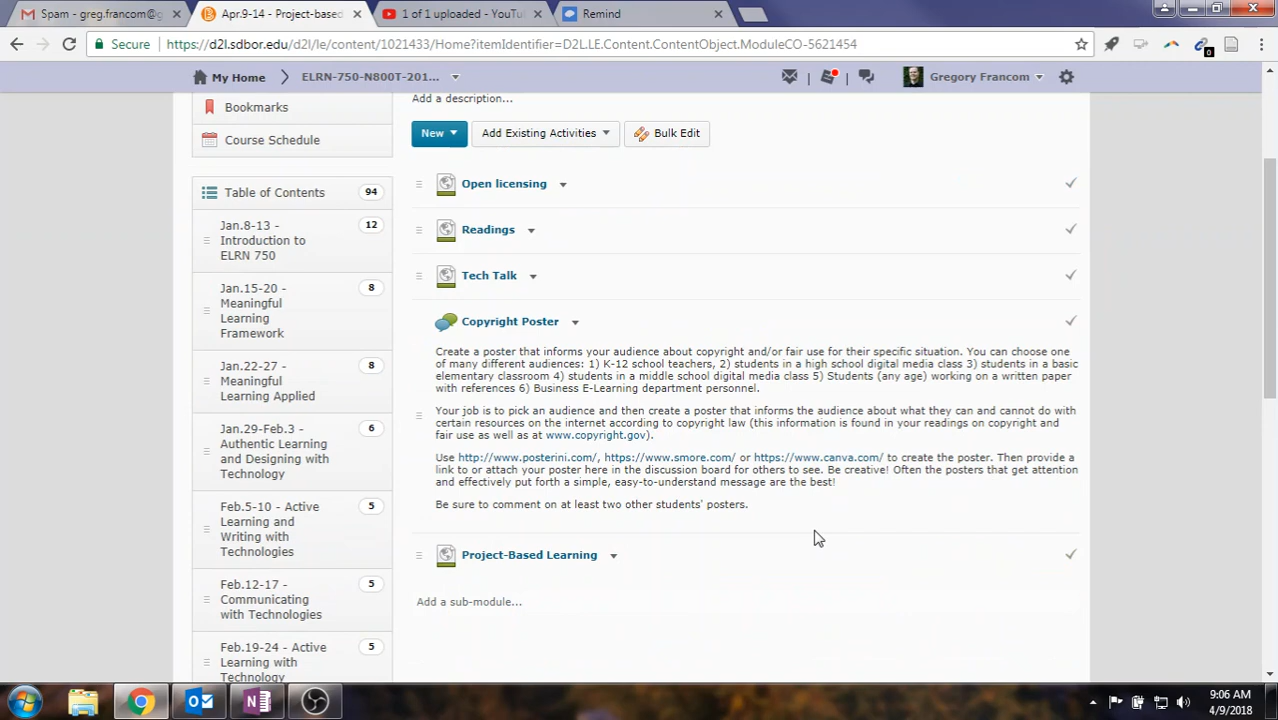 Spam - greg.francom@g
Apr.9-14 - Project-based
1 of 1 uploaded - YouTu
Remind
Secure
https://d2l.sdbor.edu/d2l/le/content/1021433/Home?itemIdentifier=D2L.LE.Content.ContentObject.ModuleCO-5621454
0
My Home
ELRN-750-N800T-201...
Gregory Francom
Bookmarks
Course Schedule
Table of Contents 94
Jan.8-13 - 12
Introduction to
ELRN 750
Jan.15-20 - 8
Meaningful
Learning
Framework
Jan.22-27 - 8
Meaningful
Learning Applied
Jan.29-Feb.3 - 6
Authentic Learning
and Designing with
Technology
Feb.5-10 - Active 5
Learning and
Writing with
Technologies
Feb.12-17 - 5
Communicating
with Technologies
Feb.19-24 - Active 5
Learning with
Technology
Add a description...
New
Add Existing Activities
Bulk Edit
Open licensing
Readings
Tech Talk
Copyright Poster
Create a poster that informs your audience about copyright and/or fair use for their specific situation. You can choose one
of many different audiences: 1) K-12 school teachers, 2) students in a high school digital media class 3) students in a basic
elementary classroom 4) students in a middle school digital media class 5) Students (any age) working on a written paper
with references 6) Business E-Learning department personnel.
Your job is to pick an audience and then create a poster that informs the audience about what they can and cannot do with
certain resources on the internet according to copyright law (this information is found in your readings on copyright and
fair use as well as at www.copyright.gov).
Use http://www.posterini.com/, https://www.smore.com/ or https://www.canva.com/ to create the poster. Then provide a
link to or attach your poster here in the discussion board for others to see. Be creative! Often the posters that get attention
and effectively put forth a simple, easy-to-understand message are the best!
Be sure to comment on at least two other students' posters.
Project-Based Learning
Add a sub-module...
9:06 AM
4/9/2018